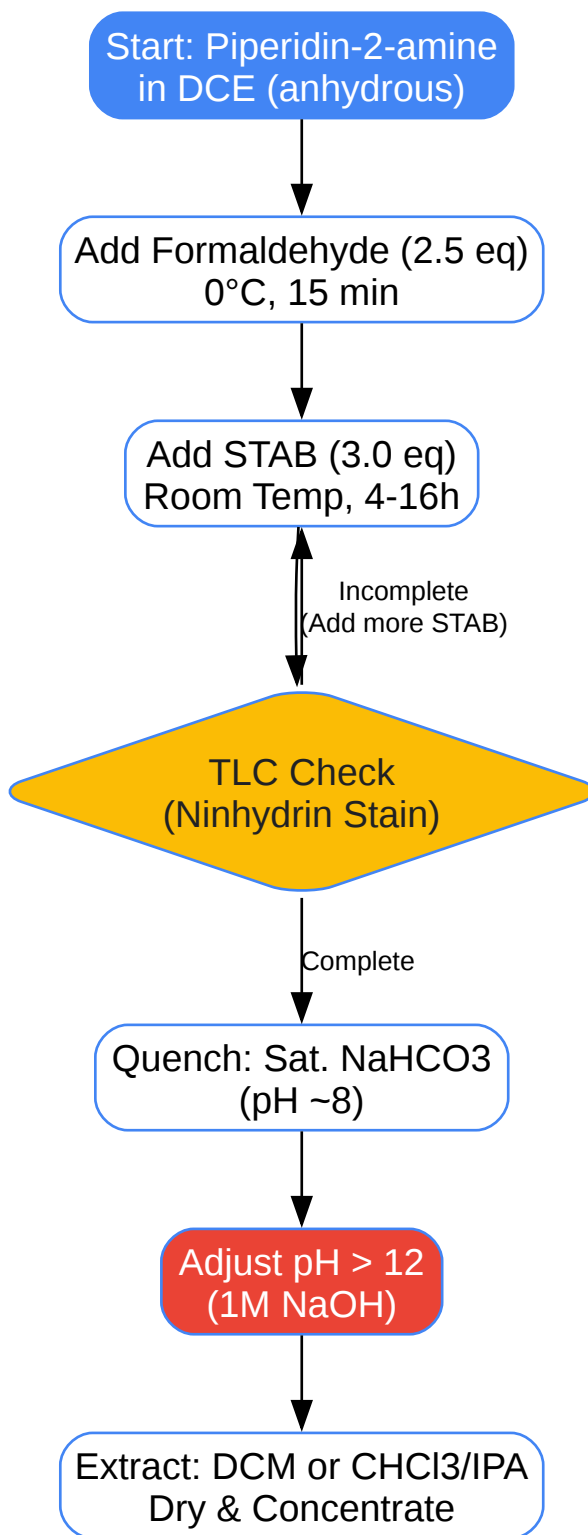 Start: Piperidin-2-amine
in DCE (anhydrous)
Add Formaldehyde (2.5 eq)
0°C, 15 min
Add STAB (3.0 eq)
Room Temp, 4-16h
Incomplete
(Add more STAB)
TLC Check
(Ninhydrin Stain)
Complete
Quench: Sat. NaHCO3
(pH ~8)
Adjust pH > 12
(1M NaOH)
Extract: DCM or CHCl3/IPA
Dry & Concentrate